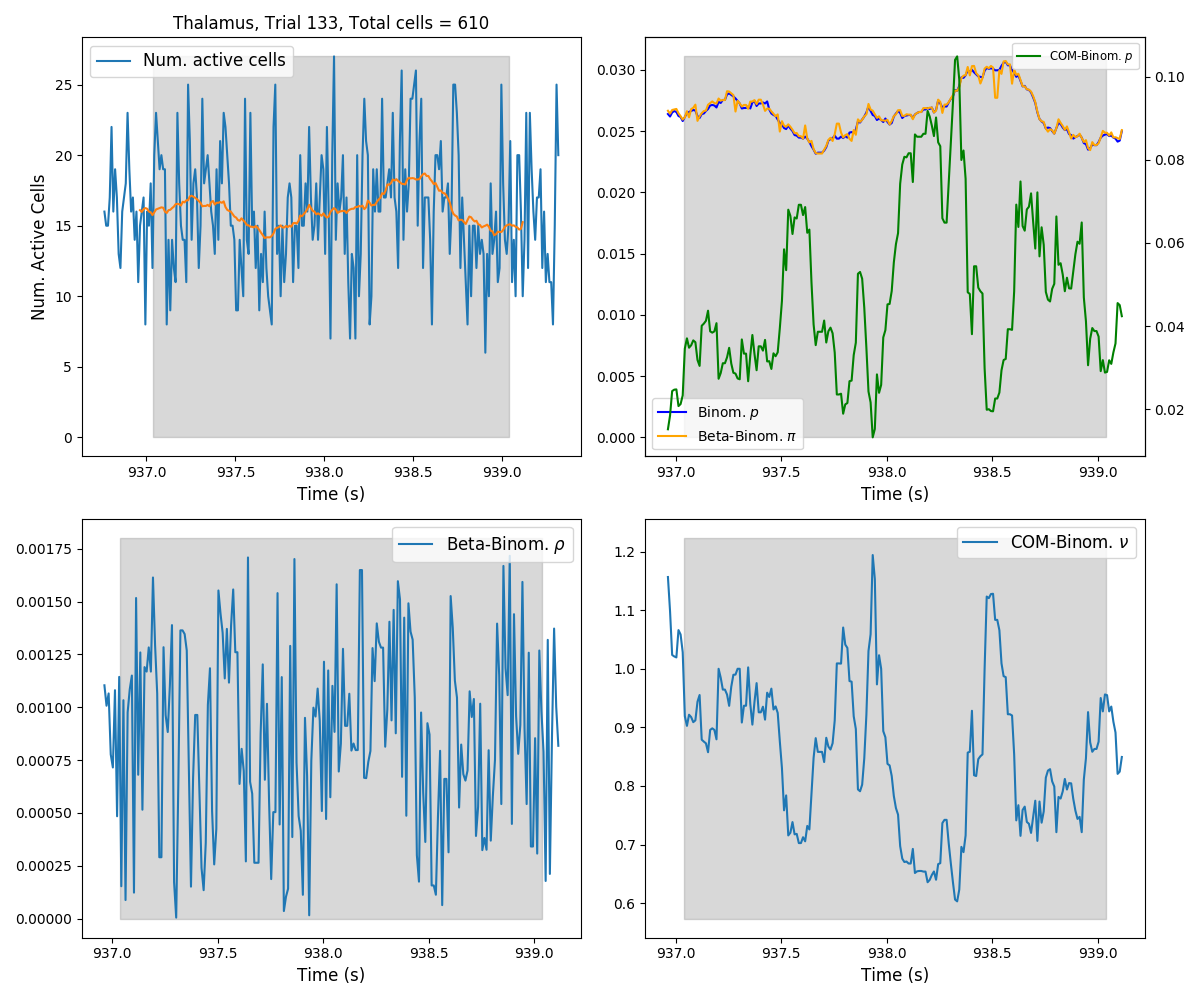 Thalamus, Trial 133, Total cells = 610
Num. active cells
Num. Active Cells
25
20
15
10
5
0
937.0 937.5 938.0 938.5 939.0
Time (s)
COM-Binom. p
0.030
0.025
0.020
0.015
0.010
0.005
0.000
0.10
0.08
0.06
0.04
0.02
Binom. p
Beta-Binom. π
937.0 937.5 938.0 938.5 939.0
Time (s)
Beta-Binom. ρ
0.00175
0.00150
0.00125
0.00100
0.00075
0.00050
0.00025
0.00000
937.0 937.5 938.0 938.5 939.0
Time (s)
COM-Binom. ν
1.2
1.1
1.0
0.9
0.8
0.7
0.6
937.0 937.5 938.0 938.5 939.0
Time (s)